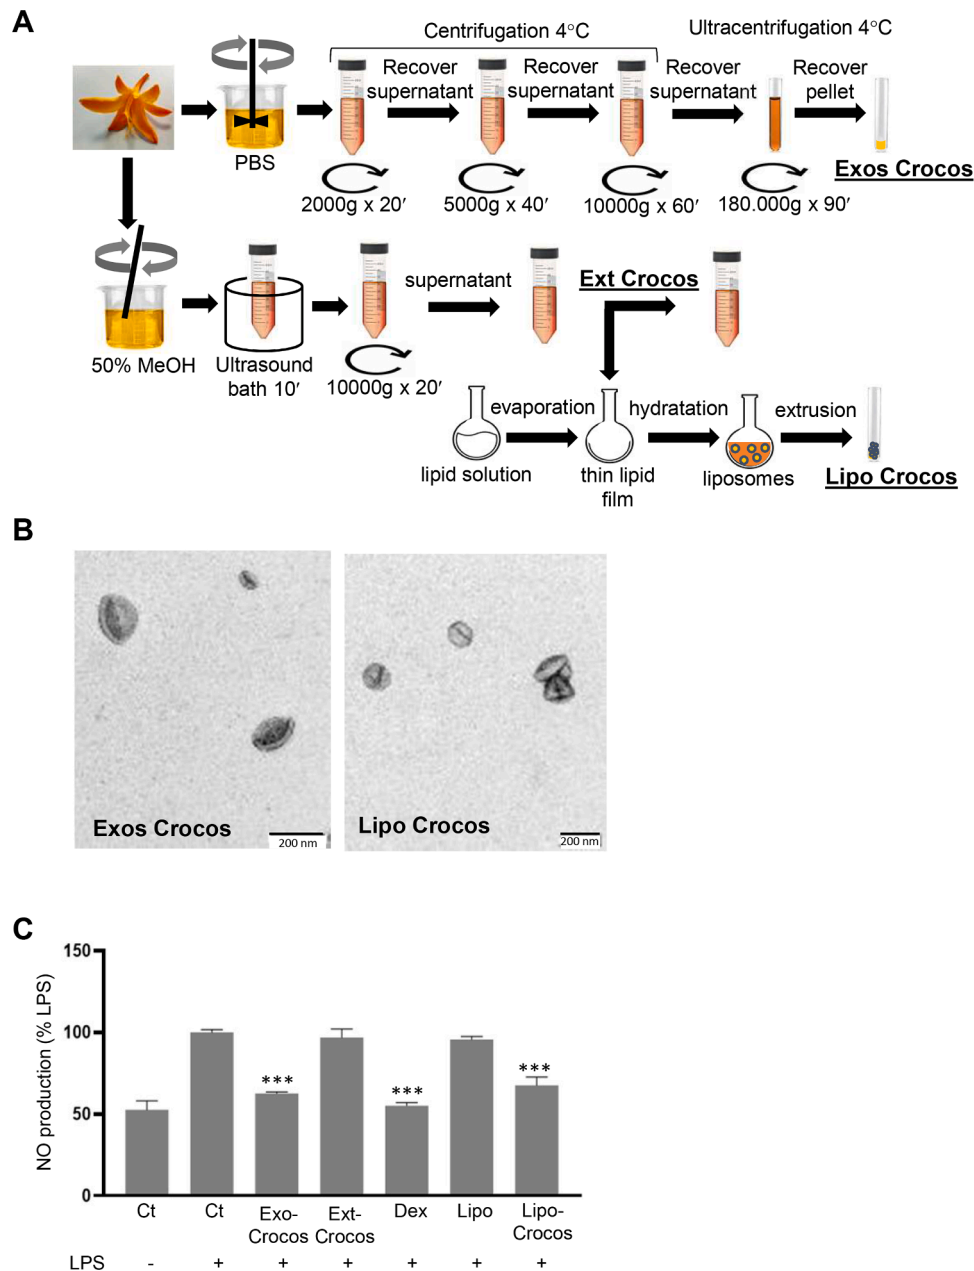 A
Centrifugation 4°C
Ultracentrifugation 4°C
Recover
supernatant
Recover
supernatant
Recover
supernatant
Recover
pellet
PBS
Exos Crocos
2000g x 20′
5000g x 40′
10000g x 60′
180.000g x 90′
50% MeOH
Ultrasound
bath 10′
10000g x 20′
supernatant
Ext Crocos
evaporation
hydratation
extrusion
lipid solution
thin lipid
film
liposomes
Lipo Crocos
B
Exos Crocos
200 nm
Lipo Crocos
200 nm
C
NO production (% LPS)
150
100
50
0
***
***
***
Ct
Ct
Exo-
Crocos
Ext-
Crocos
Dex
Lipo
Lipo-
Crocos
LPS - + + + + + +